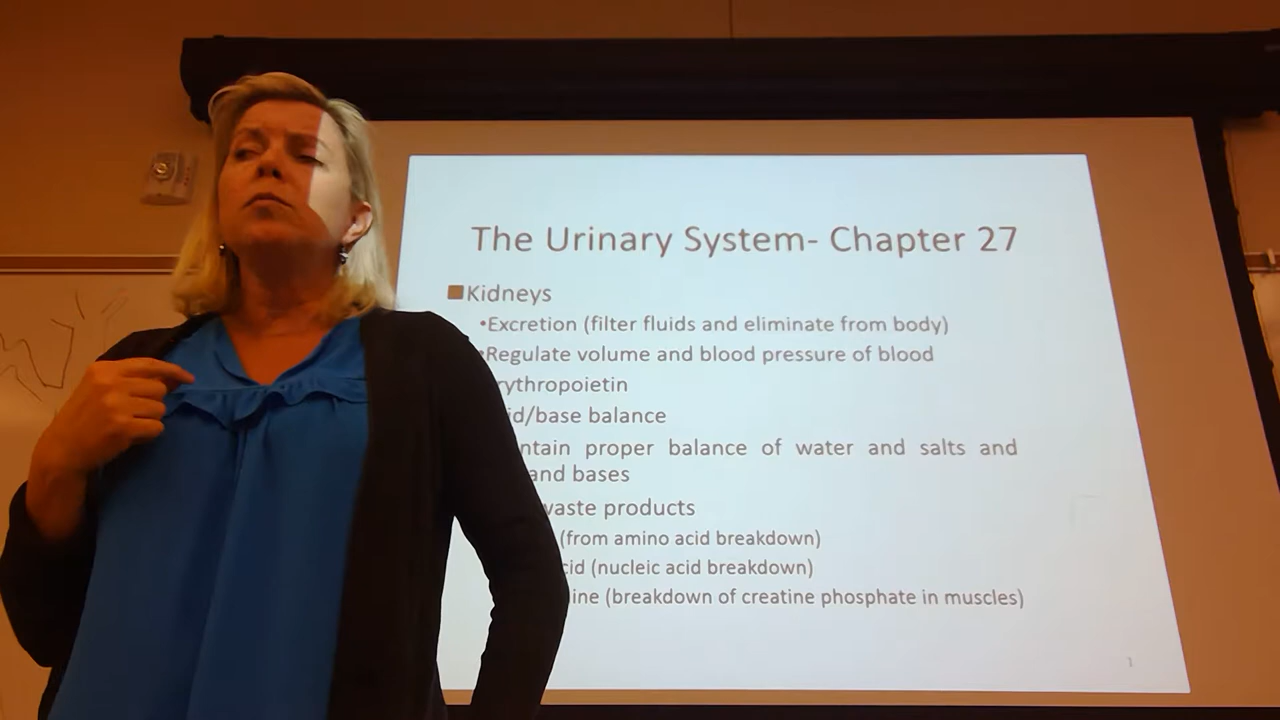 The Urinary System- Chapter 27
Kidneys
•Excretion (filter fluids and eliminate from body)
•Regulate volume and blood pressure of blood
rythropoietin
id/base balance
ntain proper balance of water and salts and
and bases
waste products
(from amino acid breakdown)
cid (nucleic acid breakdown)
ine (breakdown of creatine phosphate in muscles)
1